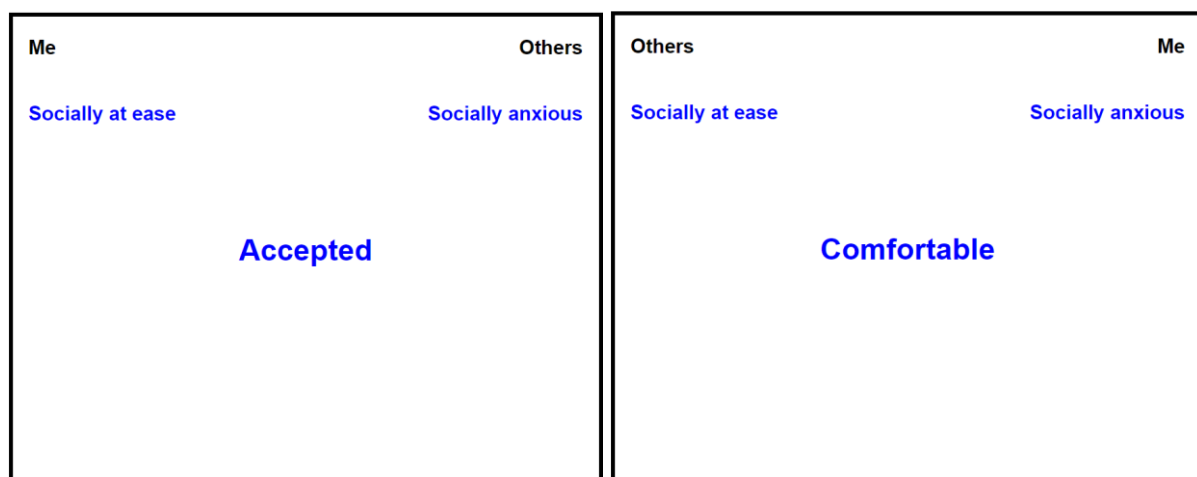 Me Others
Socially at ease Socially anxious
Accepted
Others Me
Socially at ease Socially anxious
Comfortable